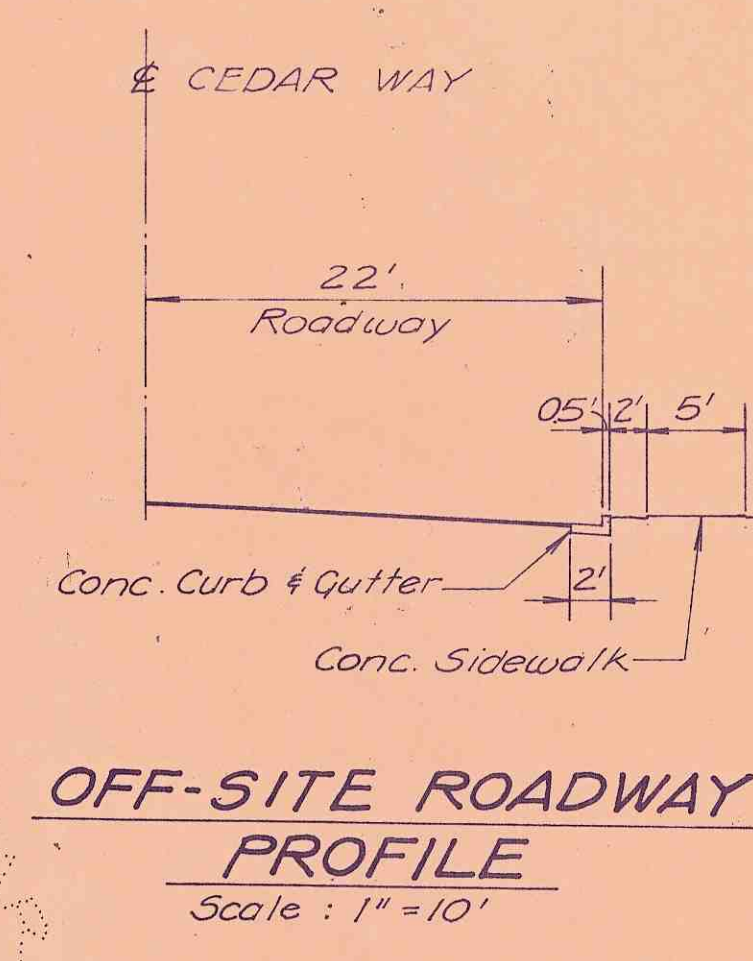 ℄ CEDAR WAY
22'
Roadway
0.5' 2' 5'
Conc. Curb & Gutter
2'
Conc. Sidewalk
OFF-SITE ROADWAY
PROFILE
Scale : 1" = 10'